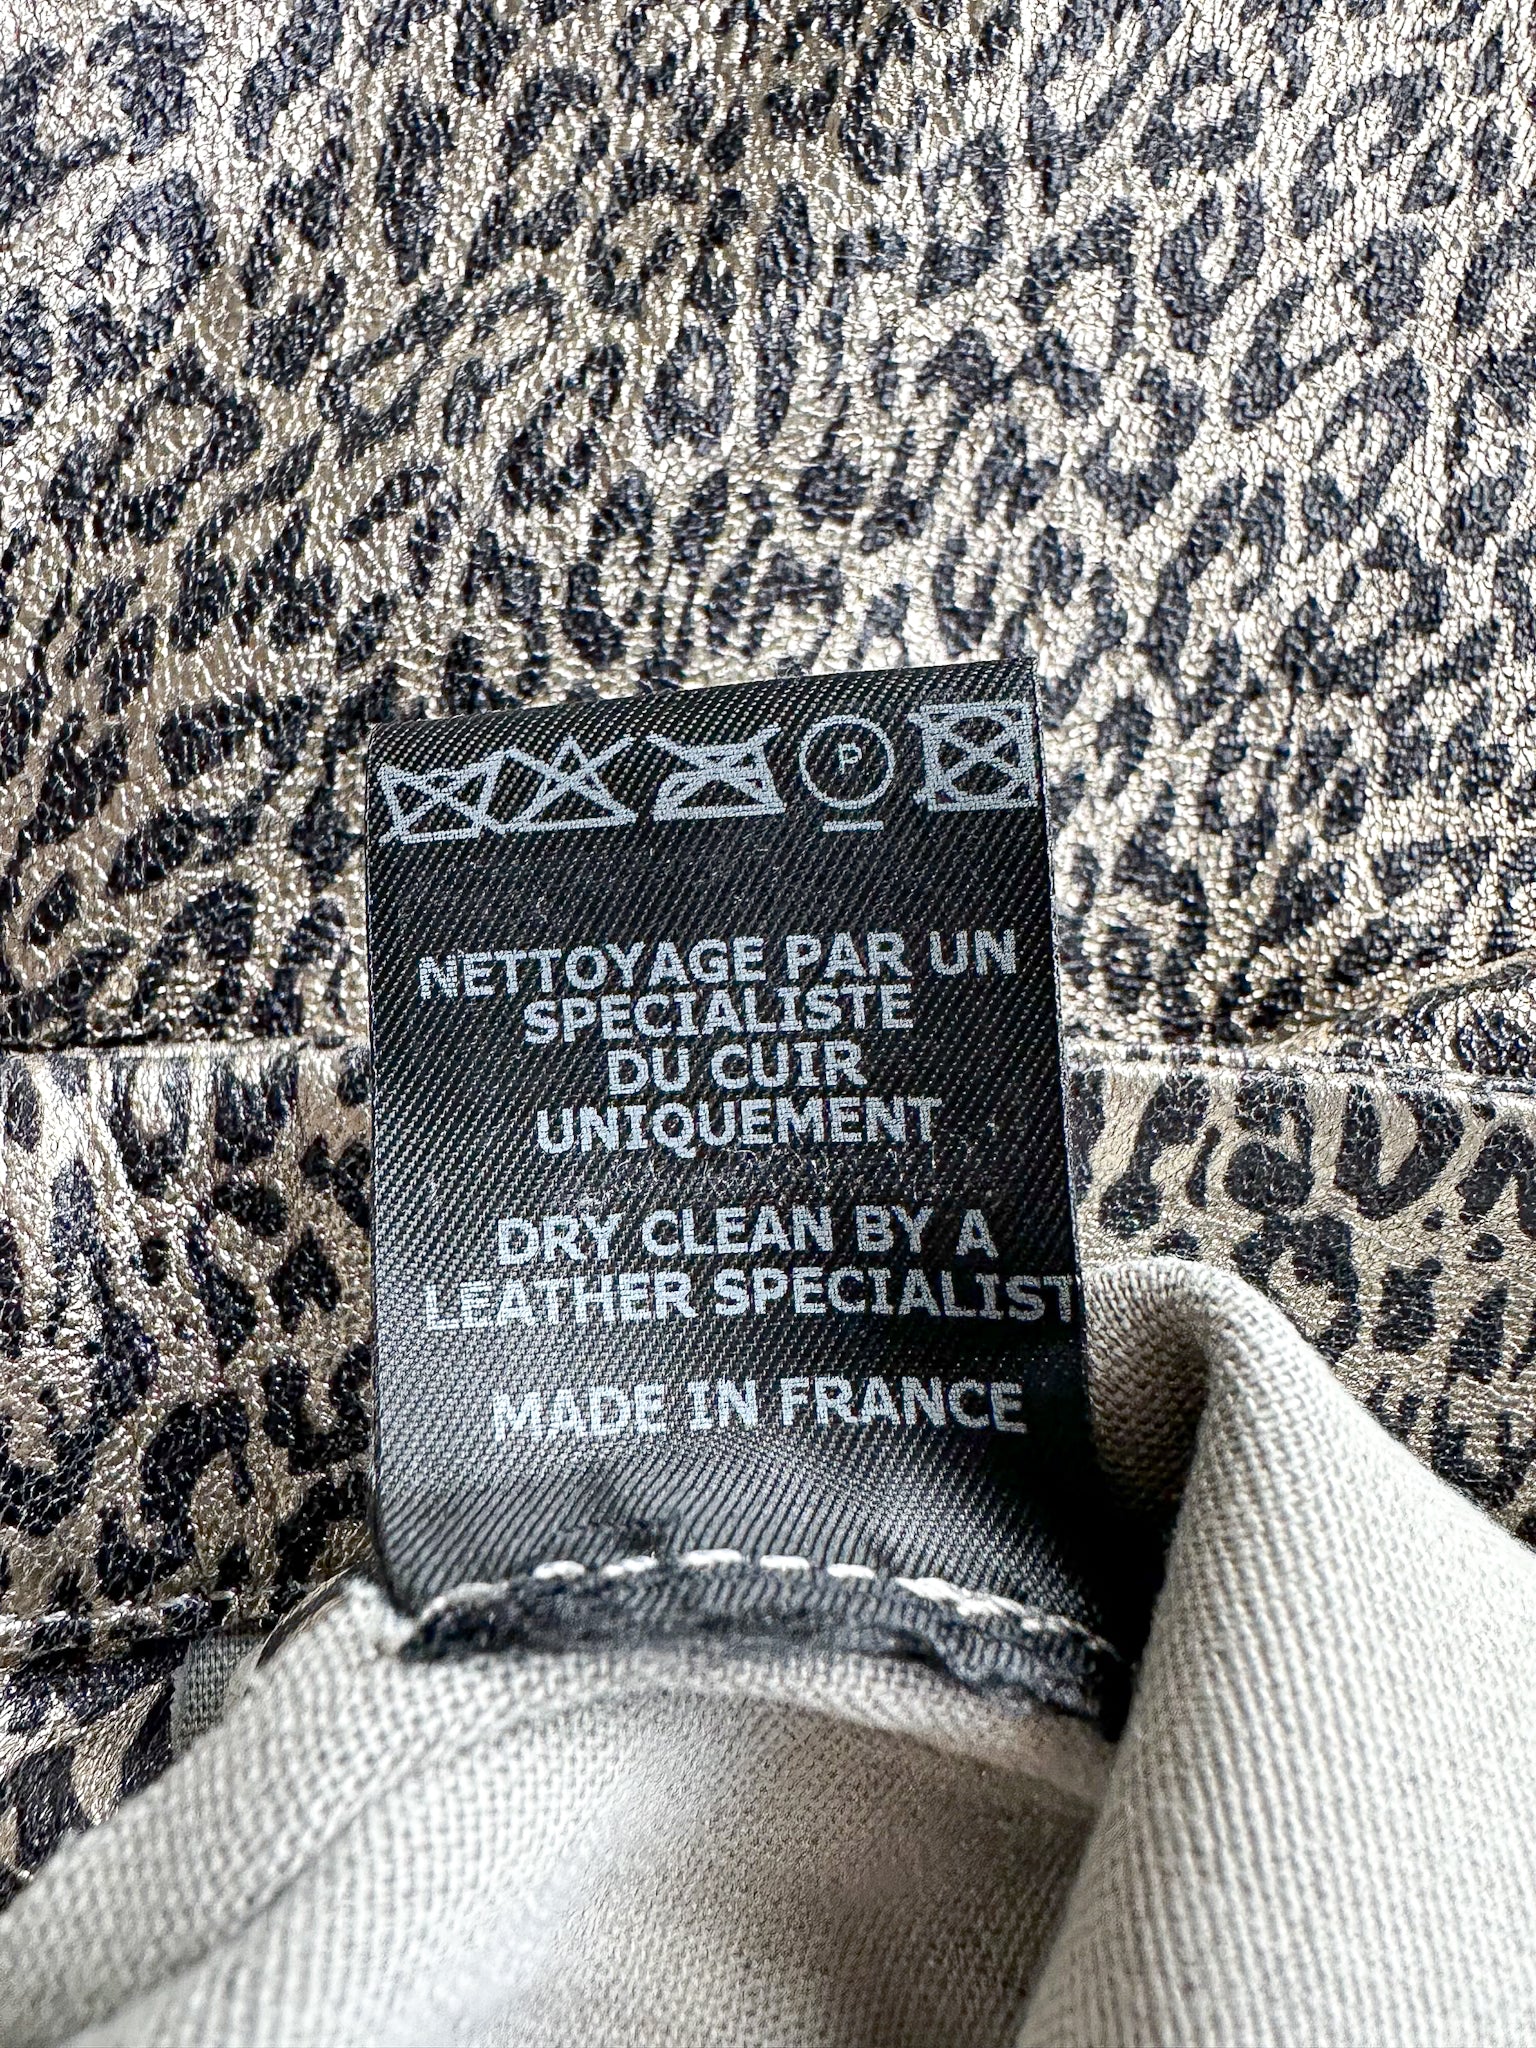 P
NETTOYAGE PAR UN
SPECIALISTE
DU CUIR
UNIQUEMENT
DRY CLEAN BY A
LEATHER SPECIALIST
MADE IN FRANCE